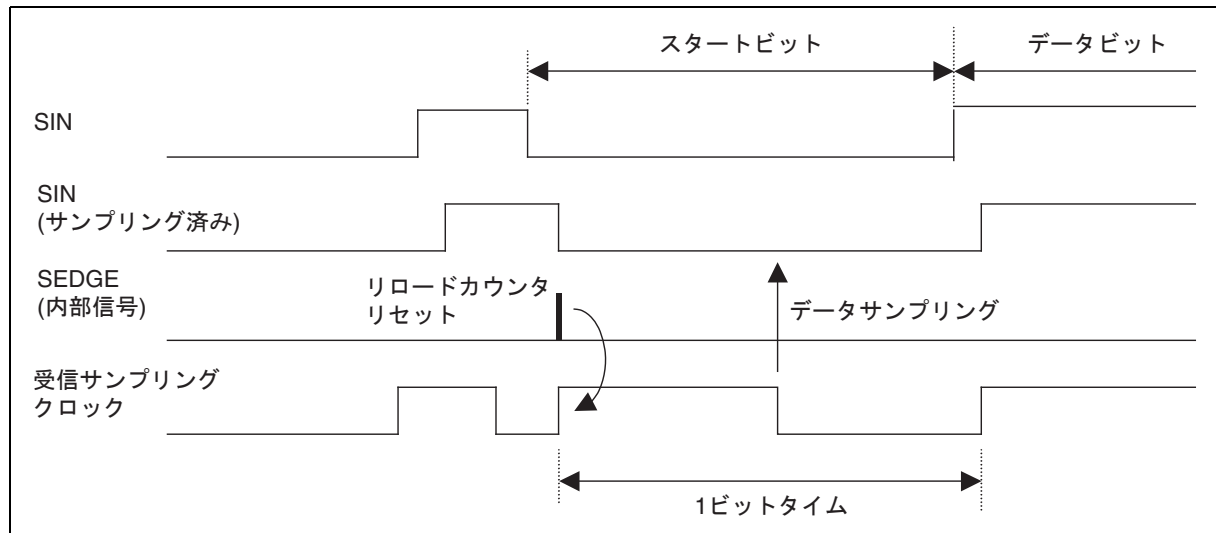 スタートビット
データビット
SIN
SIN
(サンプリング済み)
SEDGE
(内部信号)
リロードカウンタ
リセット
データサンプリング
受信サンプリング
クロック
1ビットタイム